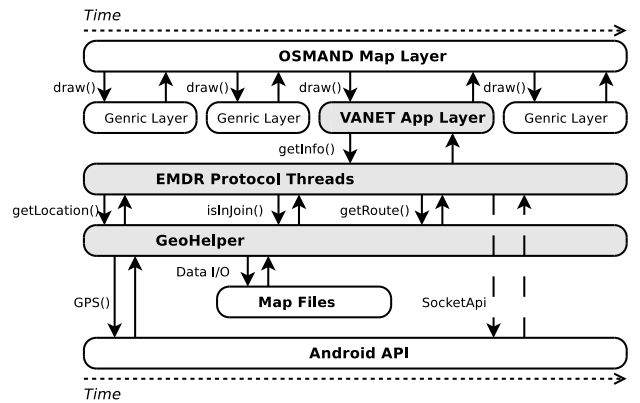 Time
OSMAND Map Layer
draw() draw() draw() draw()
Genric Layer Genric Layer VANET App Layer Genric Layer
getInfo()
EMDR Protocol Threads
getLocation() isInJoin() getRoute()
GeoHelper
Data I/O
GPS() Map Files SocketApi
Android API
Time